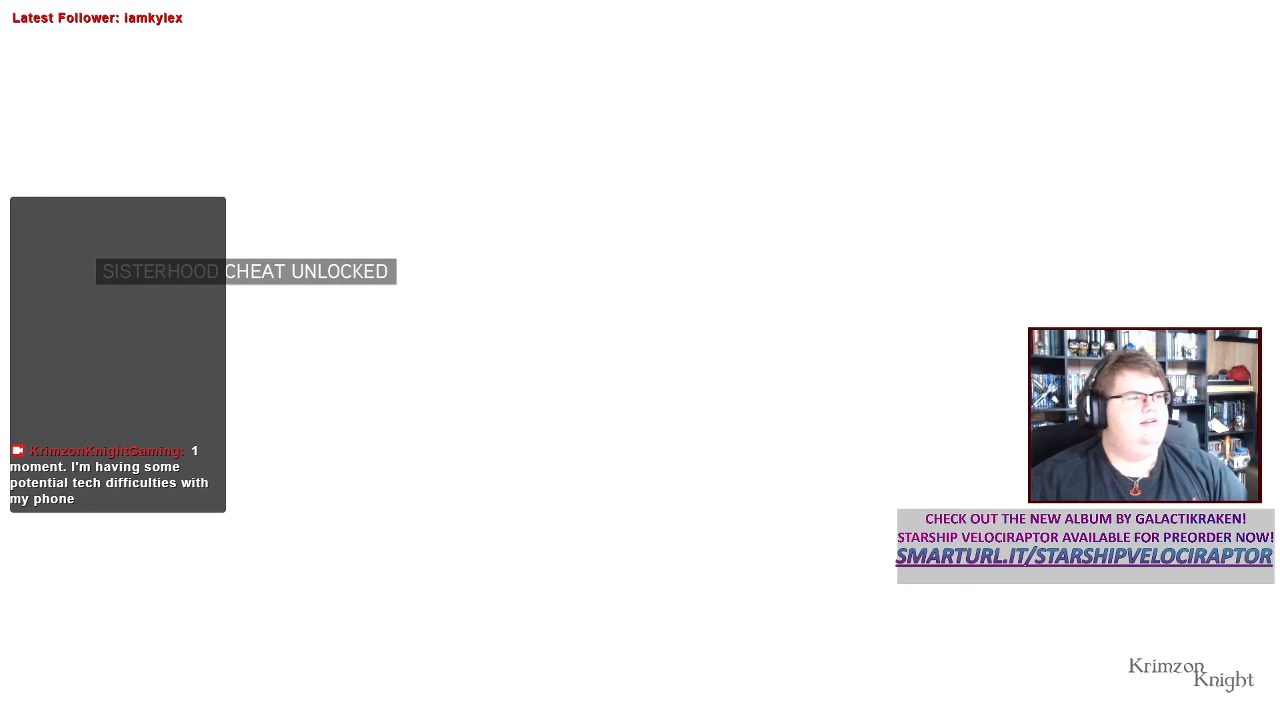 Latest Follower: iamkylex
SISTERHOOD CHEAT UNLOCKED
KrimzonKnightGaming: 1
moment. I'm having some
potential tech difficulties with
my phone
CHECK OUT THE NEW ALBUM BY GALACTIKRAKEN!
STARSHIP VELOCIRAPTOR AVAILABLE FOR PREORDER NOW!
SMARTURL.IT/STARSHIPVELOCIRAPTOR
Krimzon
Knight